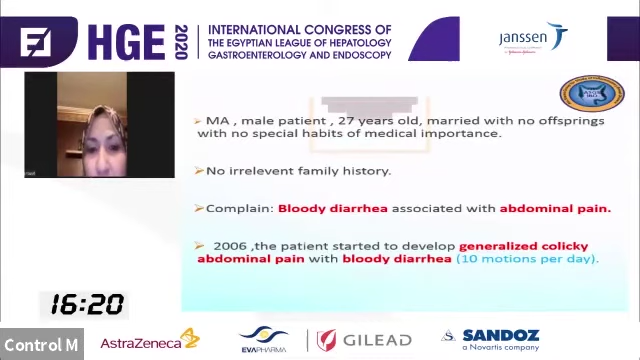 HGE 2020
INTERNATIONAL CONGRESS OF
THE EGYPTIAN LEAGUE OF HEPATOLOGY
GASTROENTEROLOGY AND ENDOSCOPY
janssen
➢MA , male patient , 27 years old, married with no offsprings
with no special habits of medical importance.
➢No irrelevent family history.
➢Complain: Bloody diarrhea associated with abdominal pain.
➢ 2006 ,the patient started to develop generalized colicky
abdominal pain with bloody diarrhea (10 motions per day).
16:20
Control M
AstraZeneca
EVAPHARMA
GILEAD
SANDOZ
a Novartis company